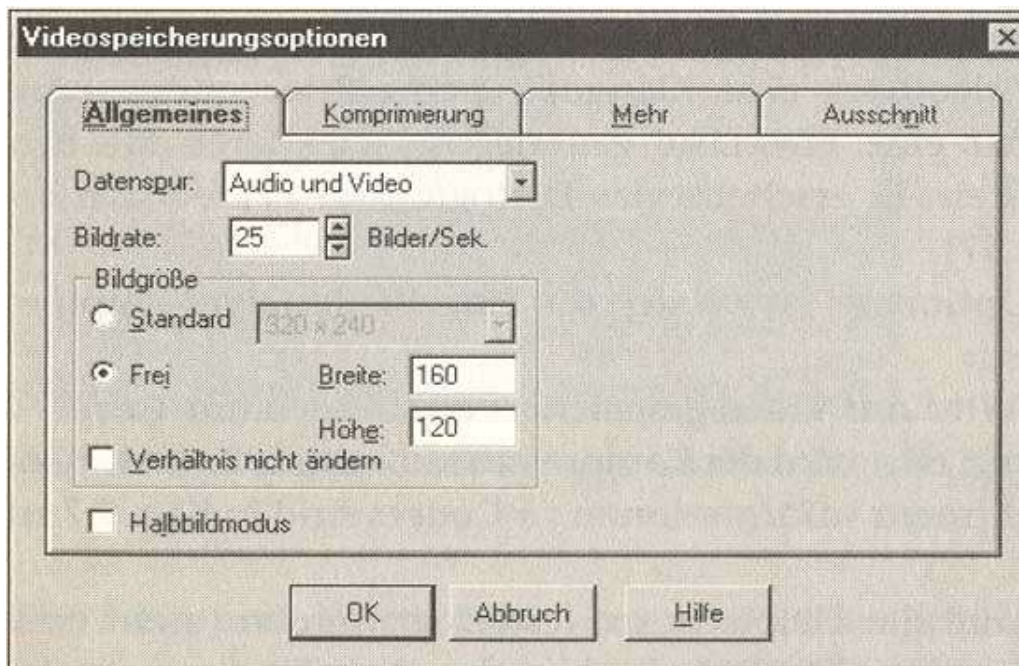 Videospeicherungsoptionen
Allgemeines Komprimierung Mehr Ausschnitt
Datenspur: Audio und Video
Bildrate: 25 Bilder/Sek.
Bildgröße
Standard 320 x 240
Frei Breite: 160
Höhe: 120
Verhältnis nicht ändern
Halbbildmodus
OK Abbruch Hilfe